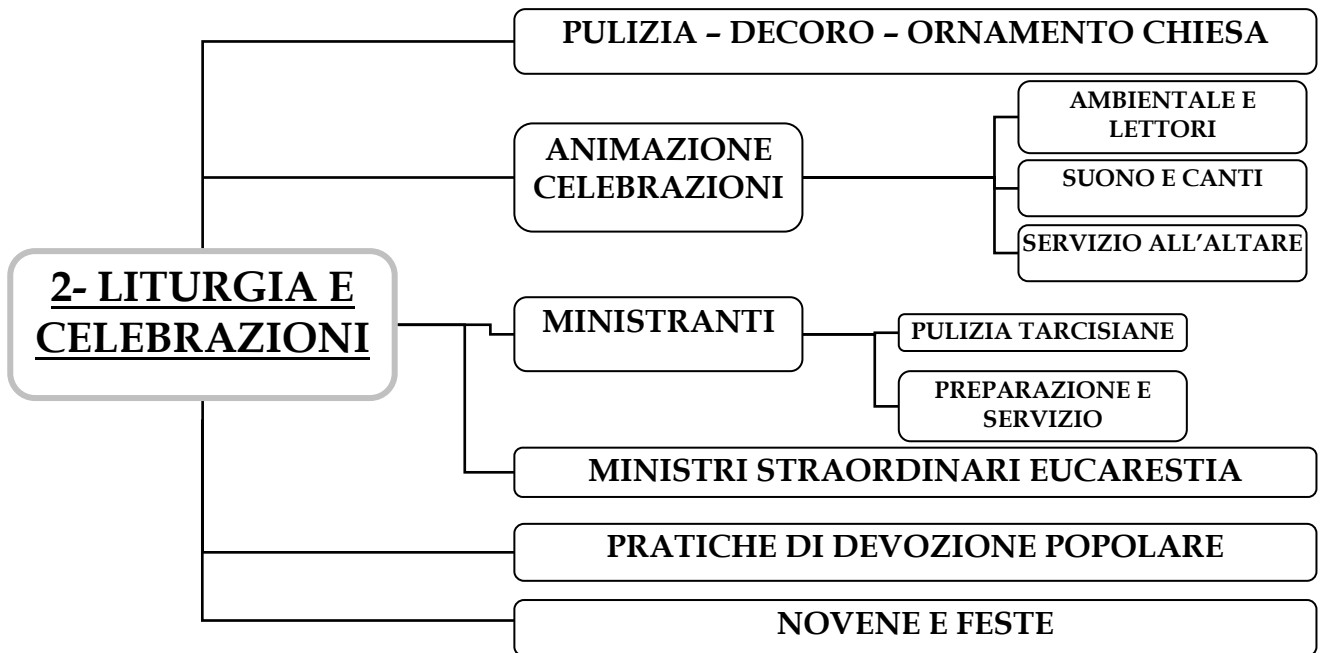 PULIZIA – DECORO – ORNAMENTO CHIESA
ANIMAZIONE
CELEBRAZIONI
AMBIENTALE E
LETTORI
SUONO E CANTI
SERVIZIO ALL’ALTARE
2- LITURGIA E
CELEBRAZIONI
MINISTRANTI
PULIZIA TARCISIANE
PREPARAZIONE E
SERVIZIO
MINISTRI STRAORDINARI EUCARESTIA
PRATICHE DI DEVOZIONE POPOLARE
NOVENE E FESTE